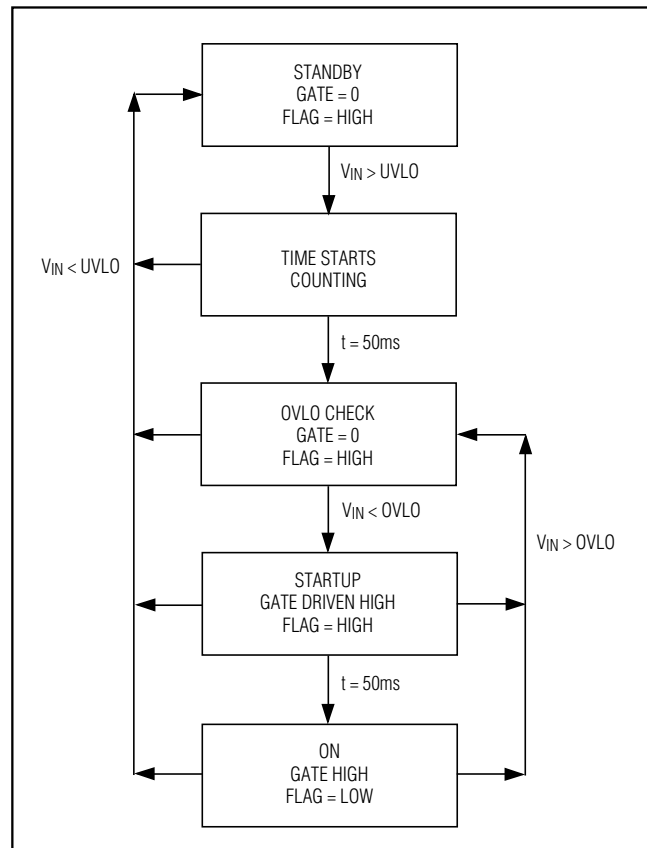 STANDBY
GATE = 0
FLAG = HIGH
VIN > UVLO
TIME STARTS
COUNTING
VIN < UVLO
t = 50ms
OVLO CHECK
GATE = 0
FLAG = HIGH
VIN < OVLO
VIN > OVLO
STARTUP
GATE DRIVEN HIGH
FLAG = HIGH
t = 50ms
ON
GATE HIGH
FLAG = LOW